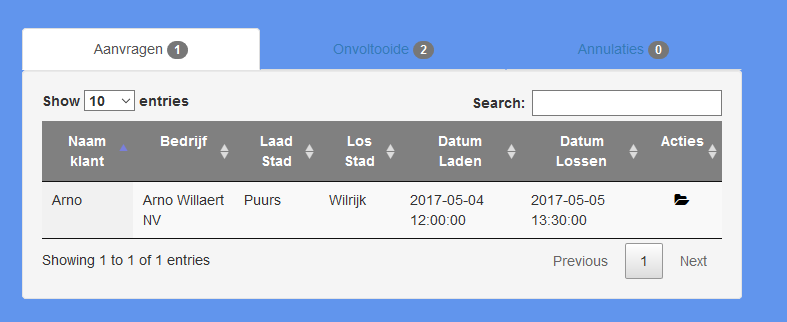 Aanvragen 1 Onvoltooide 2 Annulaties 0
Show 10 entries Search:
Naam klant Bedrijf Laad Stad Los Stad Datum Laden Datum Lossen Acties
Arno Arno Willaert NV Puurs Wilrijk 2017-05-04 12:00:00 2017-05-05 13:30:00
Showing 1 to 1 of 1 entries Previous 1 Next